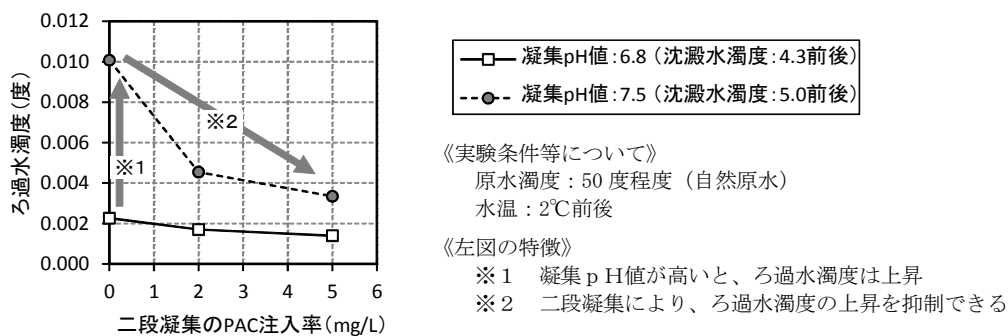 ろ過水濁度(度)
0.012
0.010
0.008
0.006
0.004
0.002
0.000
※1
※2
0 1 2 3 4 5 6
二段凝集のPAC注入率(mg/L)
凝集pH値:6.8(沈澱水濁度:4.3前後)
凝集pH値:7.5(沈澱水濁度:5.0前後)
《実験条件等について》
原水濁度:50 度程度(自然原水)
水温:2℃前後
《左図の特徴》
※1 凝集pH値が高いと、ろ過水濁度は上昇
※2 二段凝集により、ろ過水濁度の上昇を抑制できる